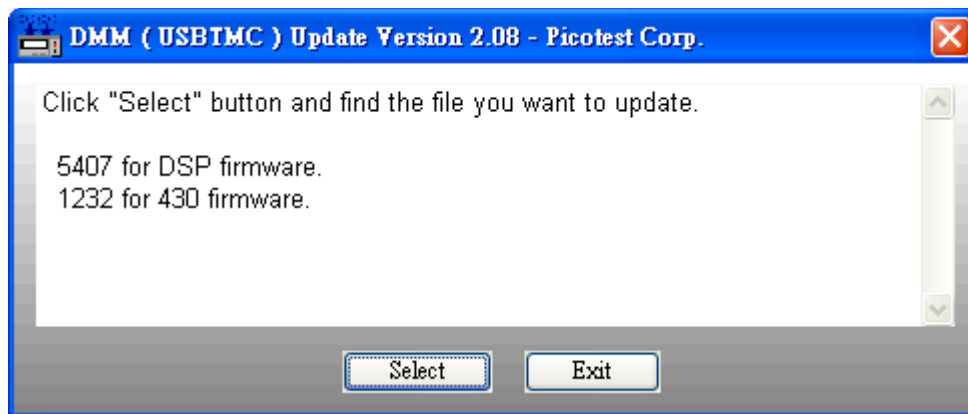 DMM ( USBTMC ) Update Version 2.08 - Picotest Corp.
Click "Select" button and find the file you want to update.
5407 for DSP firmware.
1232 for 430 firmware.
Select
Exit